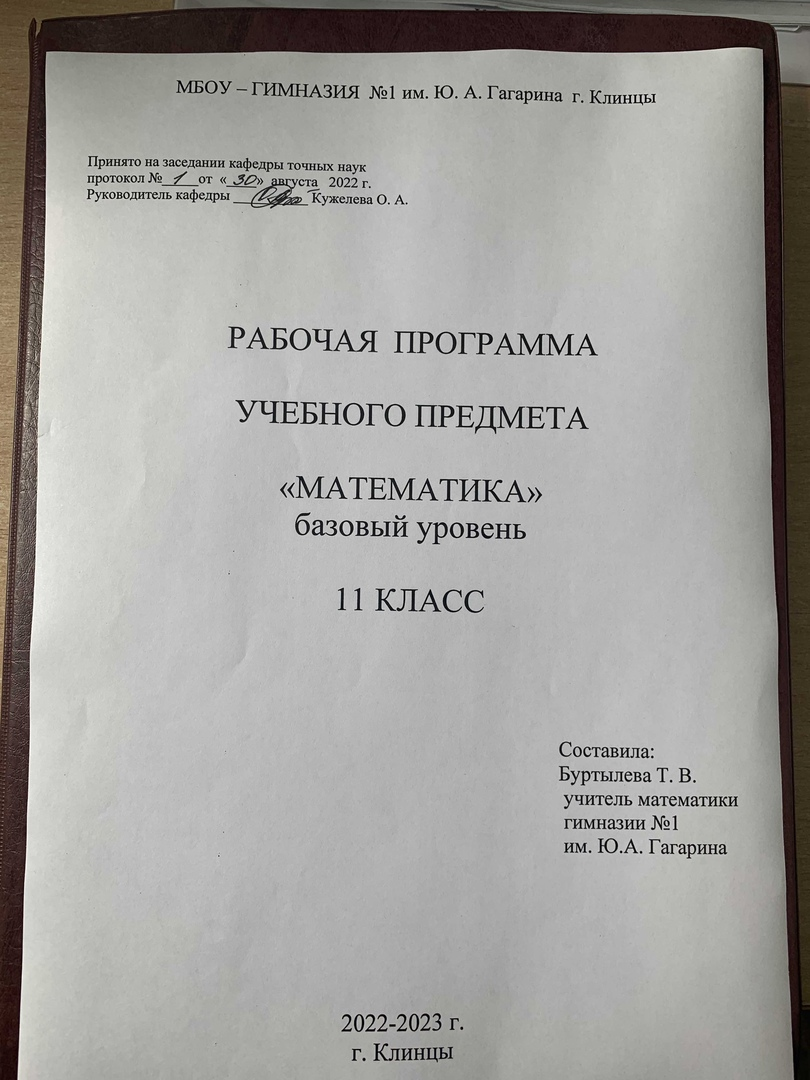 МБОУ – ГИМНАЗИЯ №1 им. Ю. А. Гагарина г. Клинцы
Принято на заседании кафедры точных наук
протокол № 1 от «30» августа 2022 г.
Руководитель кафедры Кужелева О. А.
РАБОЧАЯ ПРОГРАММА
УЧЕБНОГО ПРЕДМЕТА
«МАТЕМАТИКА»
базовый уровень
11 КЛАСС
Составила:
Буртылева Т. В.
учитель математики
гимназии №1
им. Ю.А. Гагарина
2022-2023 г.
г. Клинцы